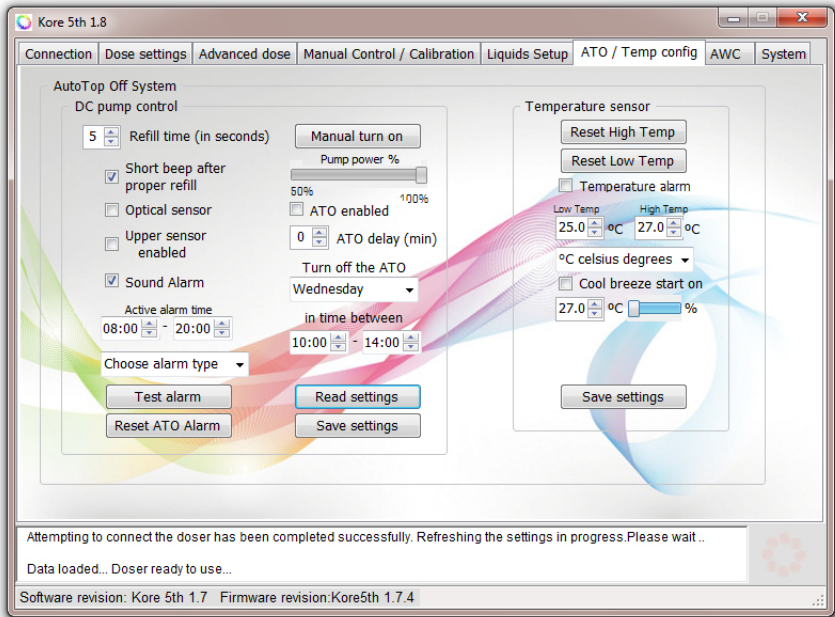 Kore 5th 1.8
Connection Dose settings Advanced dose Manual Control / Calibration Liquids Setup ATO / Temp config AWC System
AutoTop Off System
DC pump control
5 Refill time (in seconds)
Short beep after
proper refill
Optical sensor
Upper sensor
enabled
Sound Alarm
Active alarm time
08:00 - 20:00
Choose alarm type
Test alarm
Reset ATO Alarm
Manual turn on
Pump power %
50% 100%
ATO enabled
0 ATO delay (min)
Turn off the ATO
Wednesday
in time between
10:00 - 14:00
Read settings
Save settings
Temperature sensor
Reset High Temp
Reset Low Temp
Temperature alarm
Low Temp High Temp
25.0 ºC 27.0 ºC
ºC celsius degrees
Cool breeze start on
27.0 ºC %
Save settings
Attempting to connect the doser has been completed successfully. Refreshing the settings in progress.Please wait ..
Data loaded... Doser ready to use...
Software revision: Kore 5th 1.7 Firmware revision:Kore5th 1.7.4